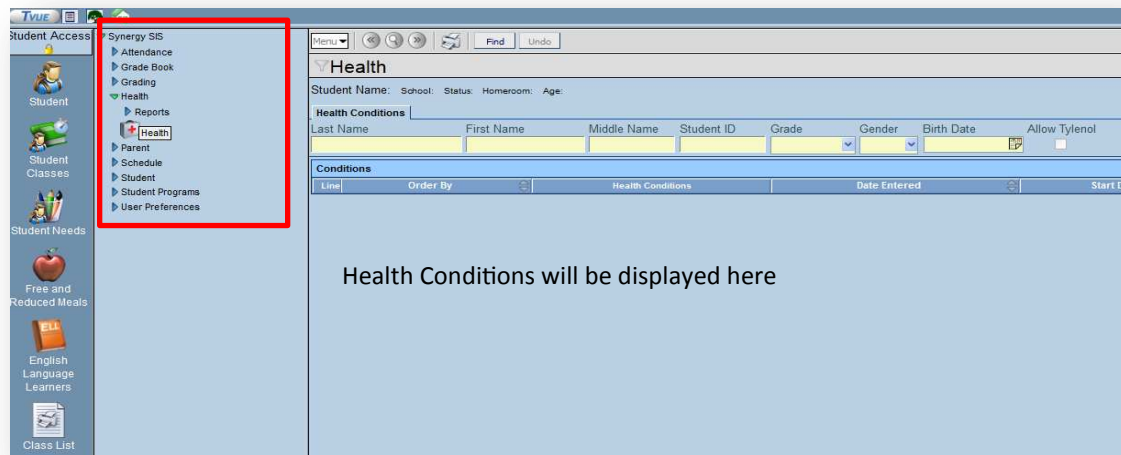 TVUE
Student Access
Student
Student
Classes
Student Needs
Free and
Reduced Meals
ELL
English
Language
Learners
Class List
Synergy SIS
Attendance
Grade Book
Grading
Health
Reports
Health
Parent
Schedule
Student
Student Programs
User Preferences
Menu Find Undo
Health
Student Name: School: Status: Homeroom: Age:
Health Conditions
Last Name First Name Middle Name Student ID Grade Gender Birth Date Allow Tylenol
Conditions
Line Order By Health Conditions Date Entered Start D
Health Conditions will be displayed here